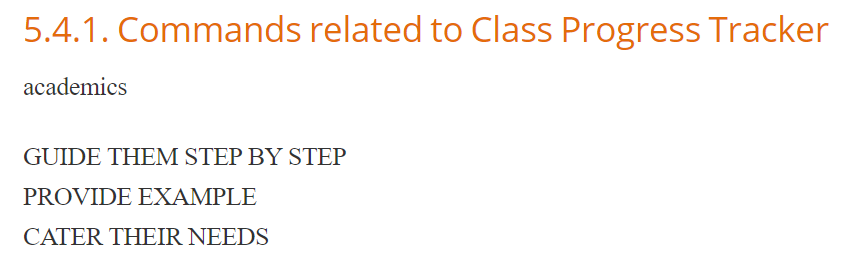 5.4.1. Commands related to Class Progress Tracker
academics
GUIDE THEM STEP BY STEP
PROVIDE EXAMPLE
CATER THEIR NEEDS